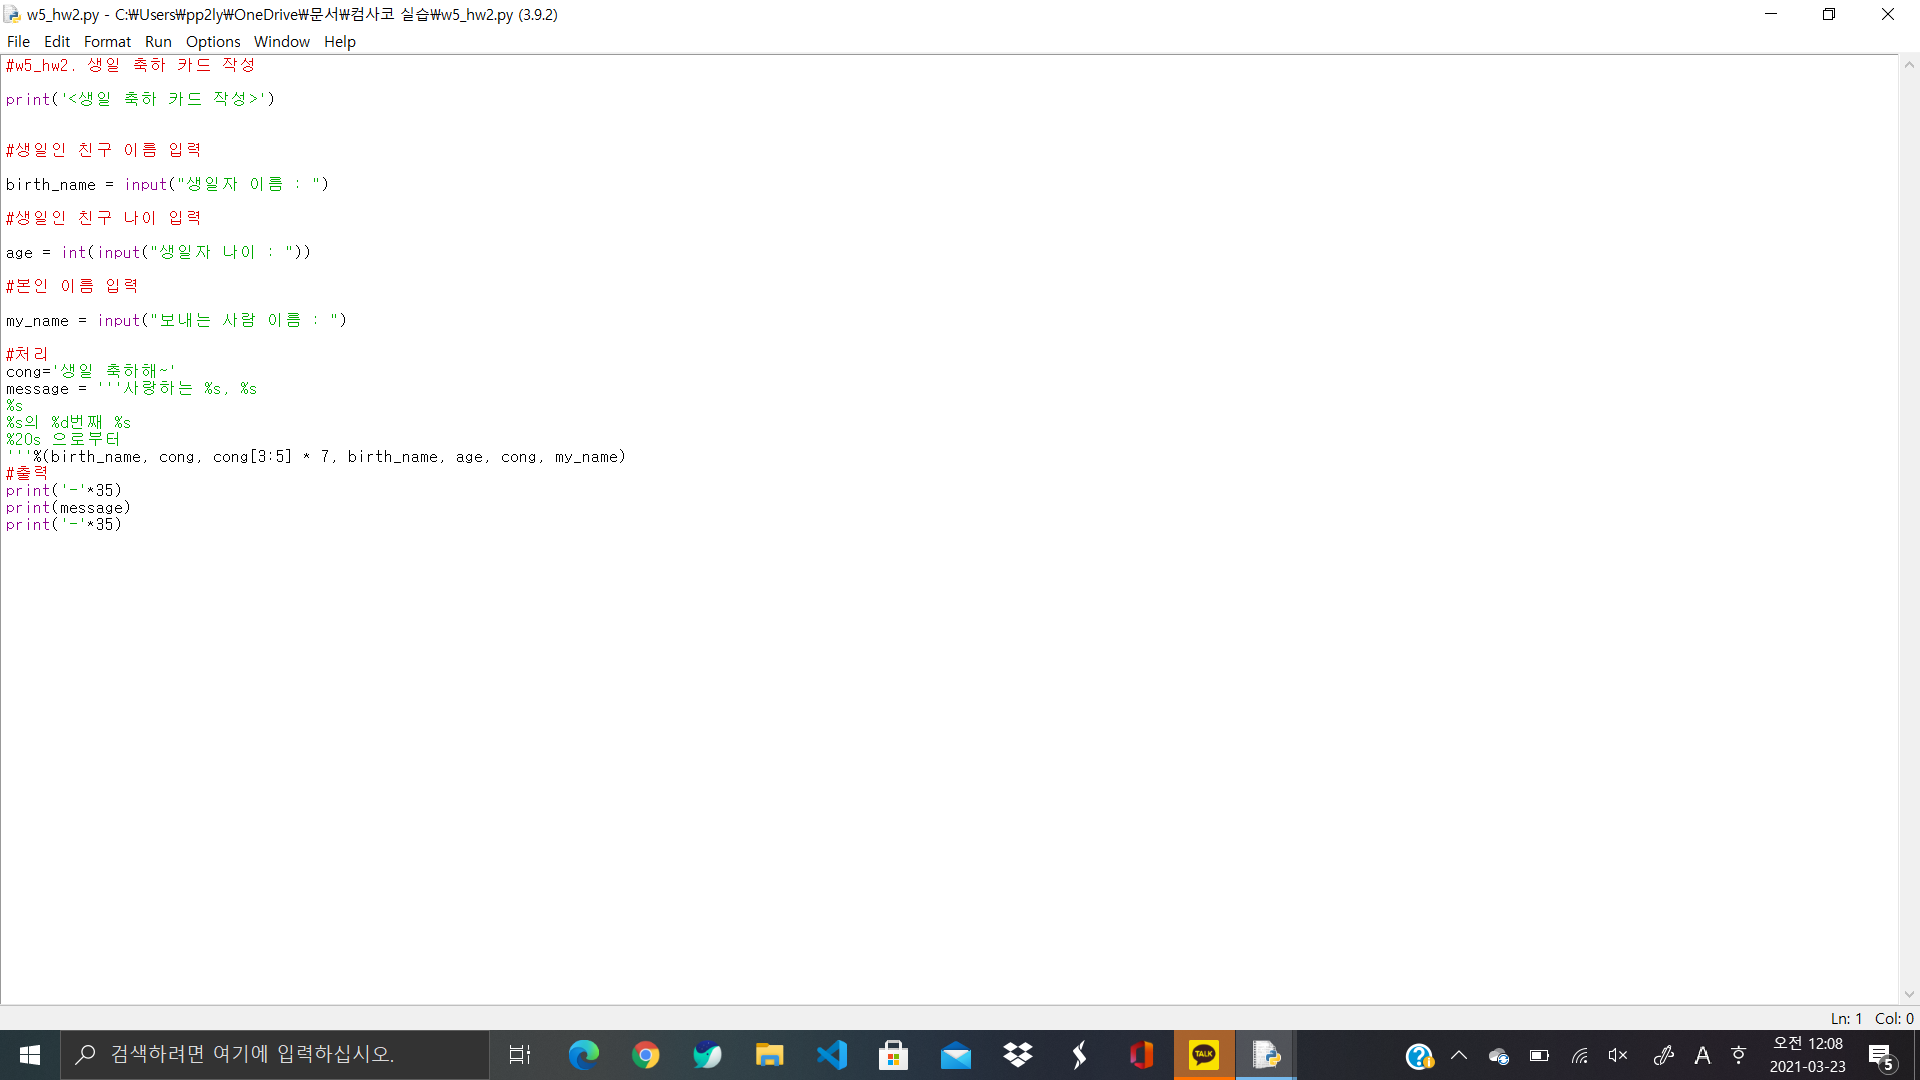 w5_hw2.py - C:₩Users₩pp2ly₩OneDrive₩문서₩컴사코 실습₩w5_hw2.py (3.9.2)
File Edit Format Run Options Window Help
#w5_hw2. 생일 축하 카드 작성
print('<생일 축하 카드 작성>')
#생일인 친구 이름 입력
birth_name = input("생일자 이름 : ")
#생일인 친구 나이 입력
age = int(input("생일자 나이 : "))
#본인 이름 입력
my_name = input("보내는 사람 이름 : ")
#처리
cong='생일 축하해~'
message = '''사랑하는 %s, %s
%s
%s의 %d번째 %s
%20s 으로부터
'''%(birth_name, cong, cong[3:5] * 7, birth_name, age, cong, my_name)
#출력
print('-'*35)
print(message)
print('-'*35)
Ln: 1 Col: 0
검색하려면 여기에 입력하십시오.
TALK
A
오전 12:08
2021-03-23
5